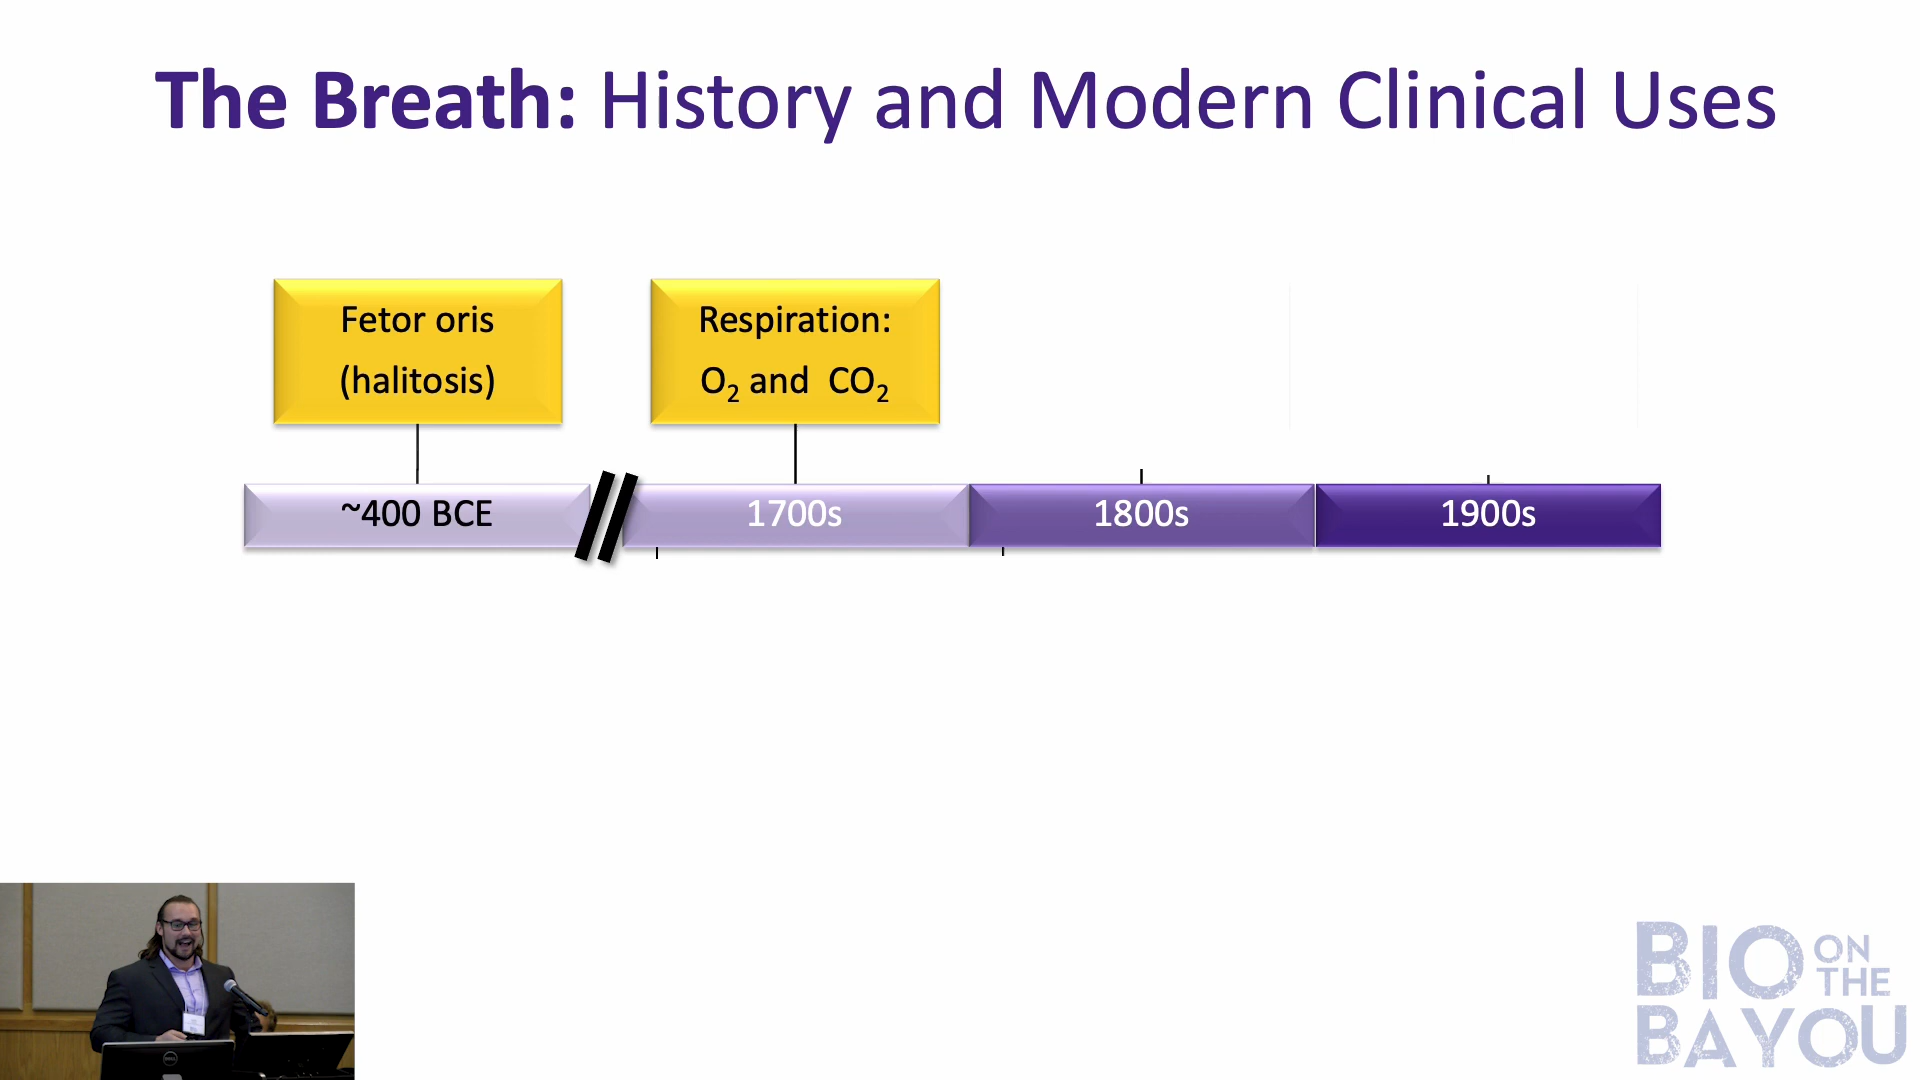 The Breath: History and Modern Clinical Uses
Fetor oris
(halitosis)
Respiration:
O₂ and CO₂
~400 BCE
1700s
1800s
1900s
BIO ON THE
BAYOU
DELL